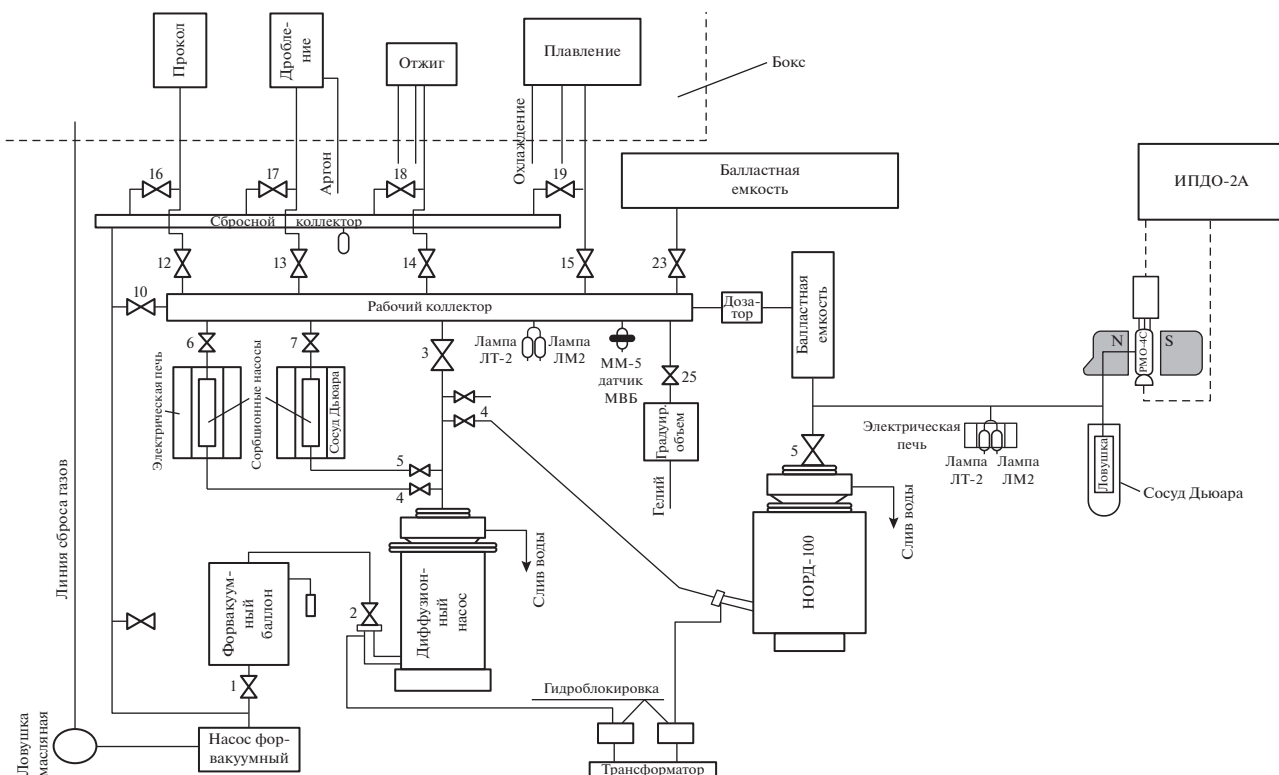 Прокол
Дробле-
ние
Отжиг
Плавление
Бокс
Охлаждение
Аргон
16
17
18
19
Балластная
емкость
ИПДО-2А
Сбросной коллектор
12
13
14
15
23
10
Рабочий коллектор
Доза-
тор
Балластная
емкость
N
S
РМО-4С
6
7
3
Лампа
ЛТ-2
Лампа
ЛМ2
ММ-5
датчик
МВБ
25
Электрическая печь
Сорбционные насосы
Сосуд Дьюара
4
Градуир.
объем
Электрическая
печь
Лампа
ЛТ-2
Лампа
ЛМ2
Ловушка
Сосуд Дьюара
5
4
5
Гелий
Слив воды
Слив воды
НОРД-100
Линия сброса газов
Форвакуум-
ный
баллон
2
Диффузион-
ный
насос
1
Гидроблокировка
Ловушка
масляная
Насос фор-
вакуумный
Трансформатор